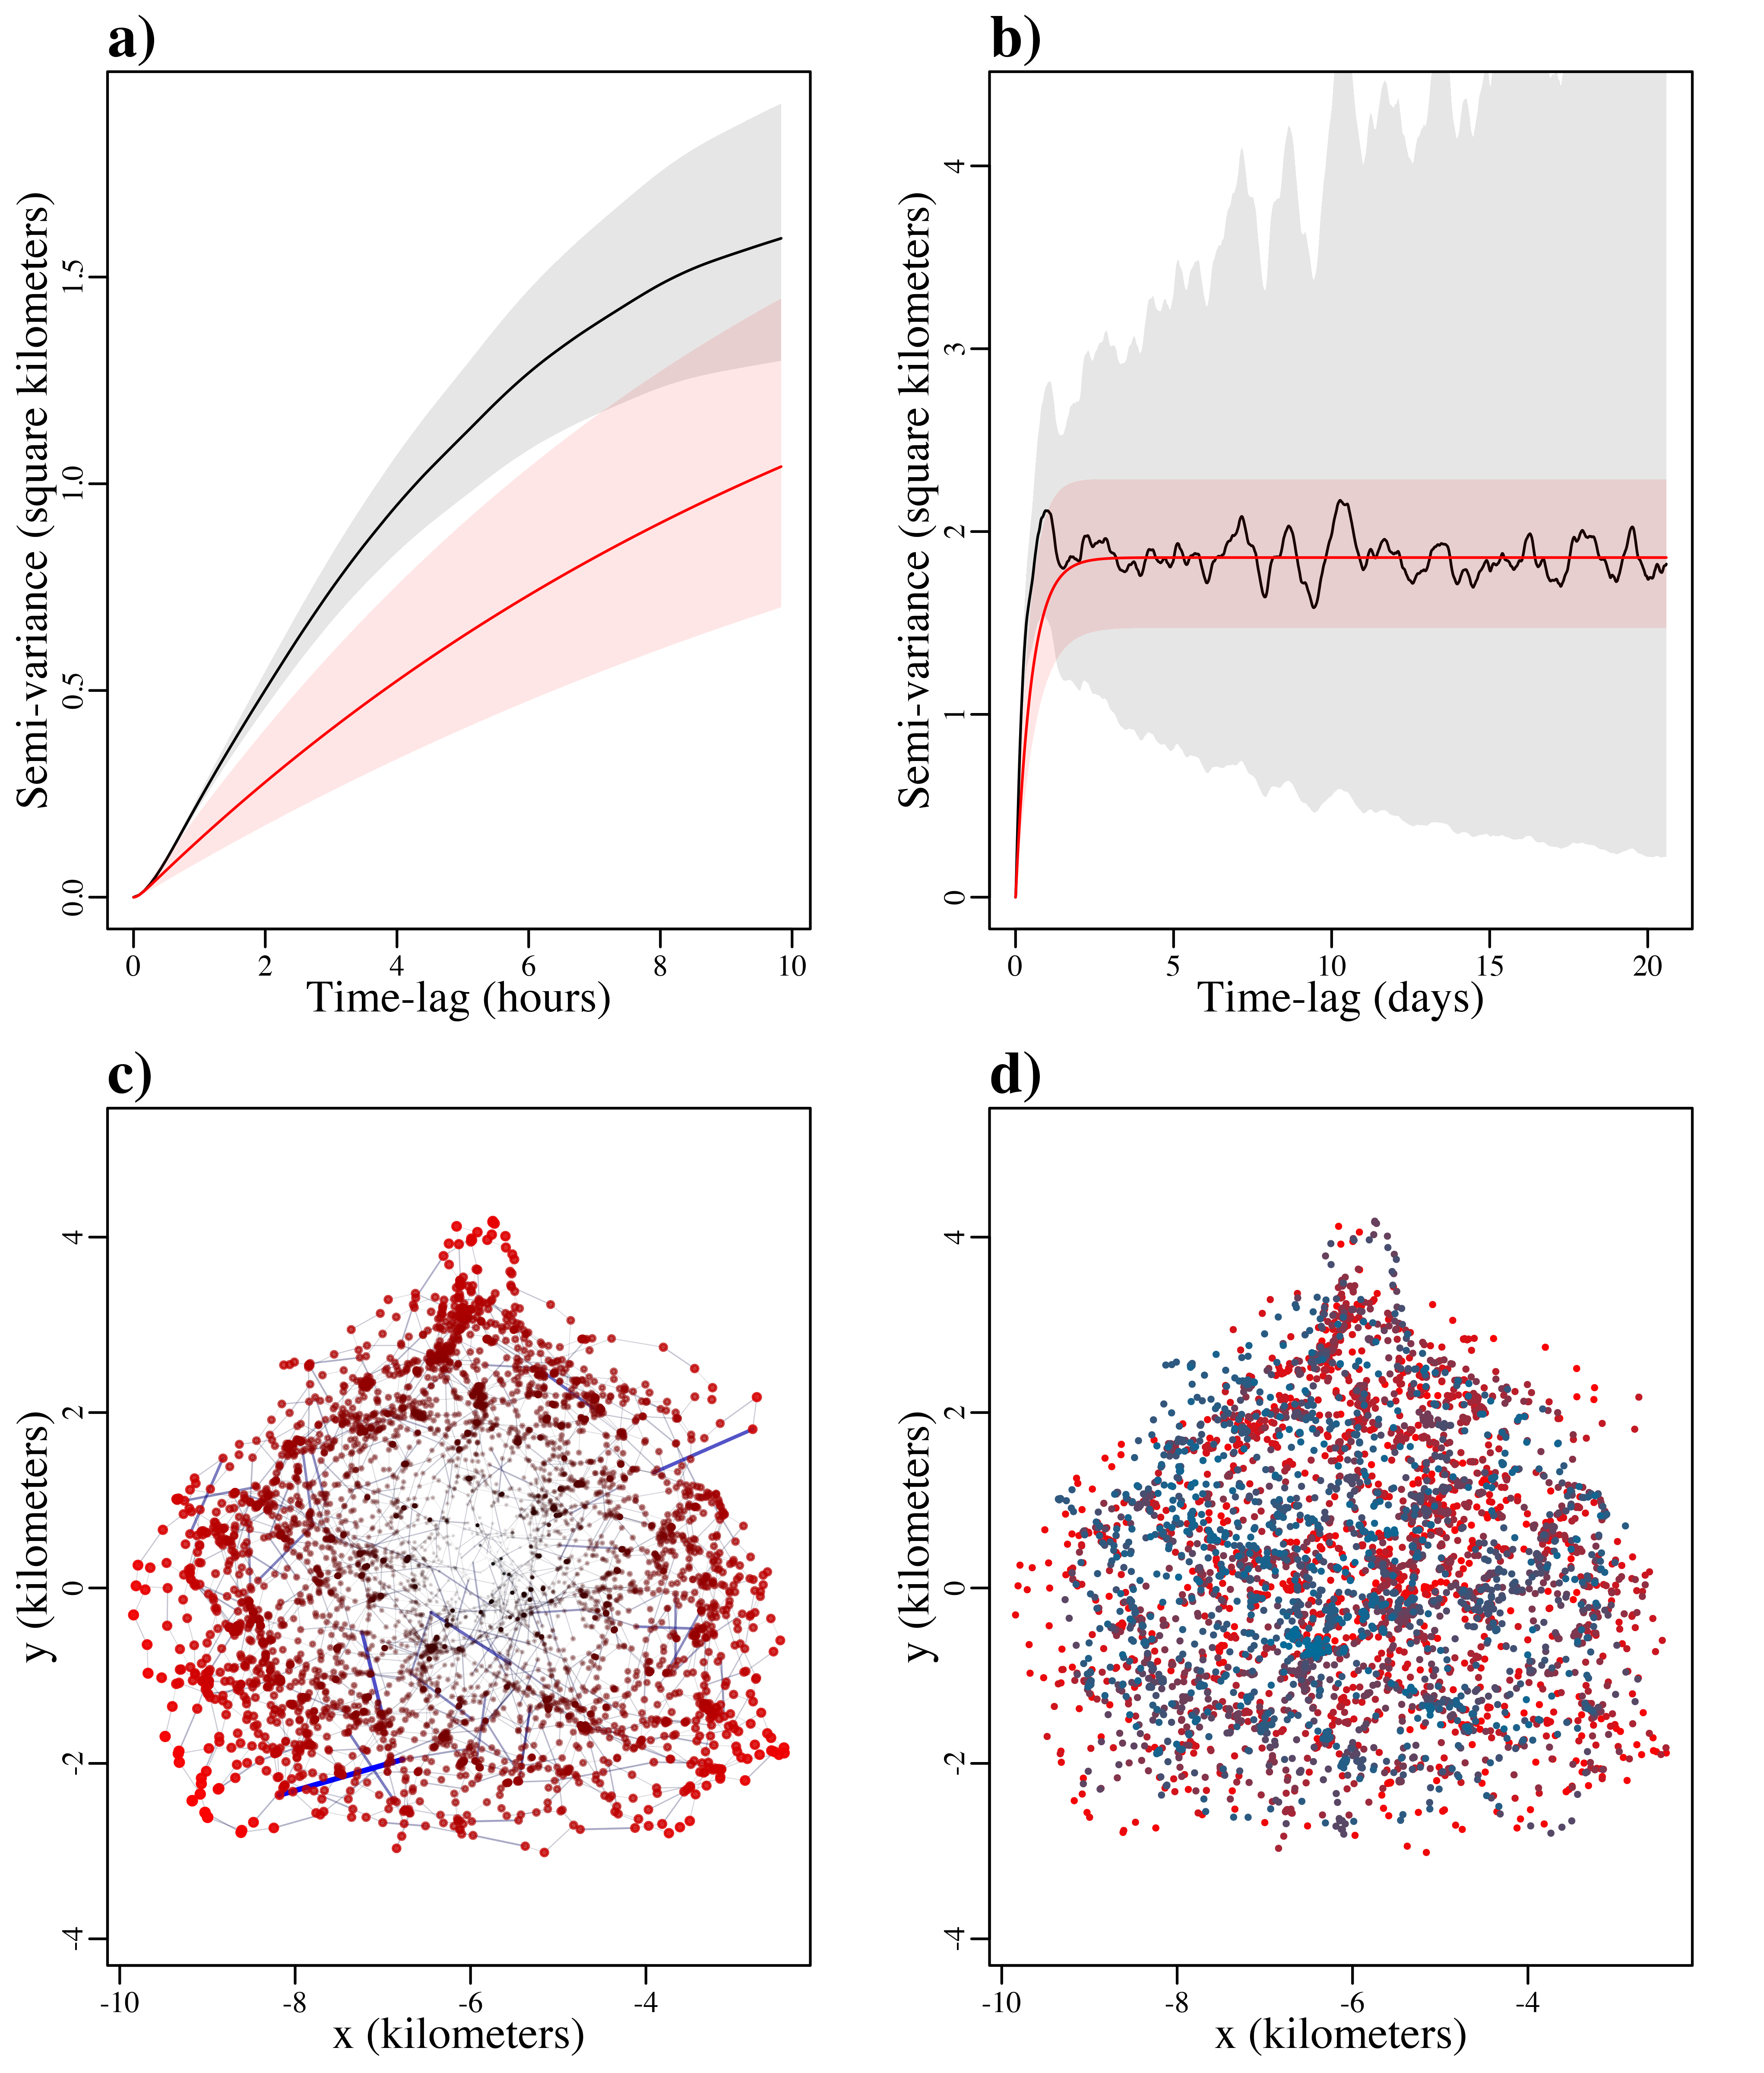 a)
Semi-variance (square kilometers)
1.5
1.0
0.5
0.0
0 2 4 6 8 10
Time-lag (hours)
b)
Semi-variance (square kilometers)
4
3
2
1
0
0 5 10 15 20
Time-lag (days)
c)
y (kilometers)
4
2
0
-2
-4
-10 -8 -6 -4
x (kilometers)
d)
y (kilometers)
4
2
0
-2
-4
-10 -8 -6 -4
x (kilometers)